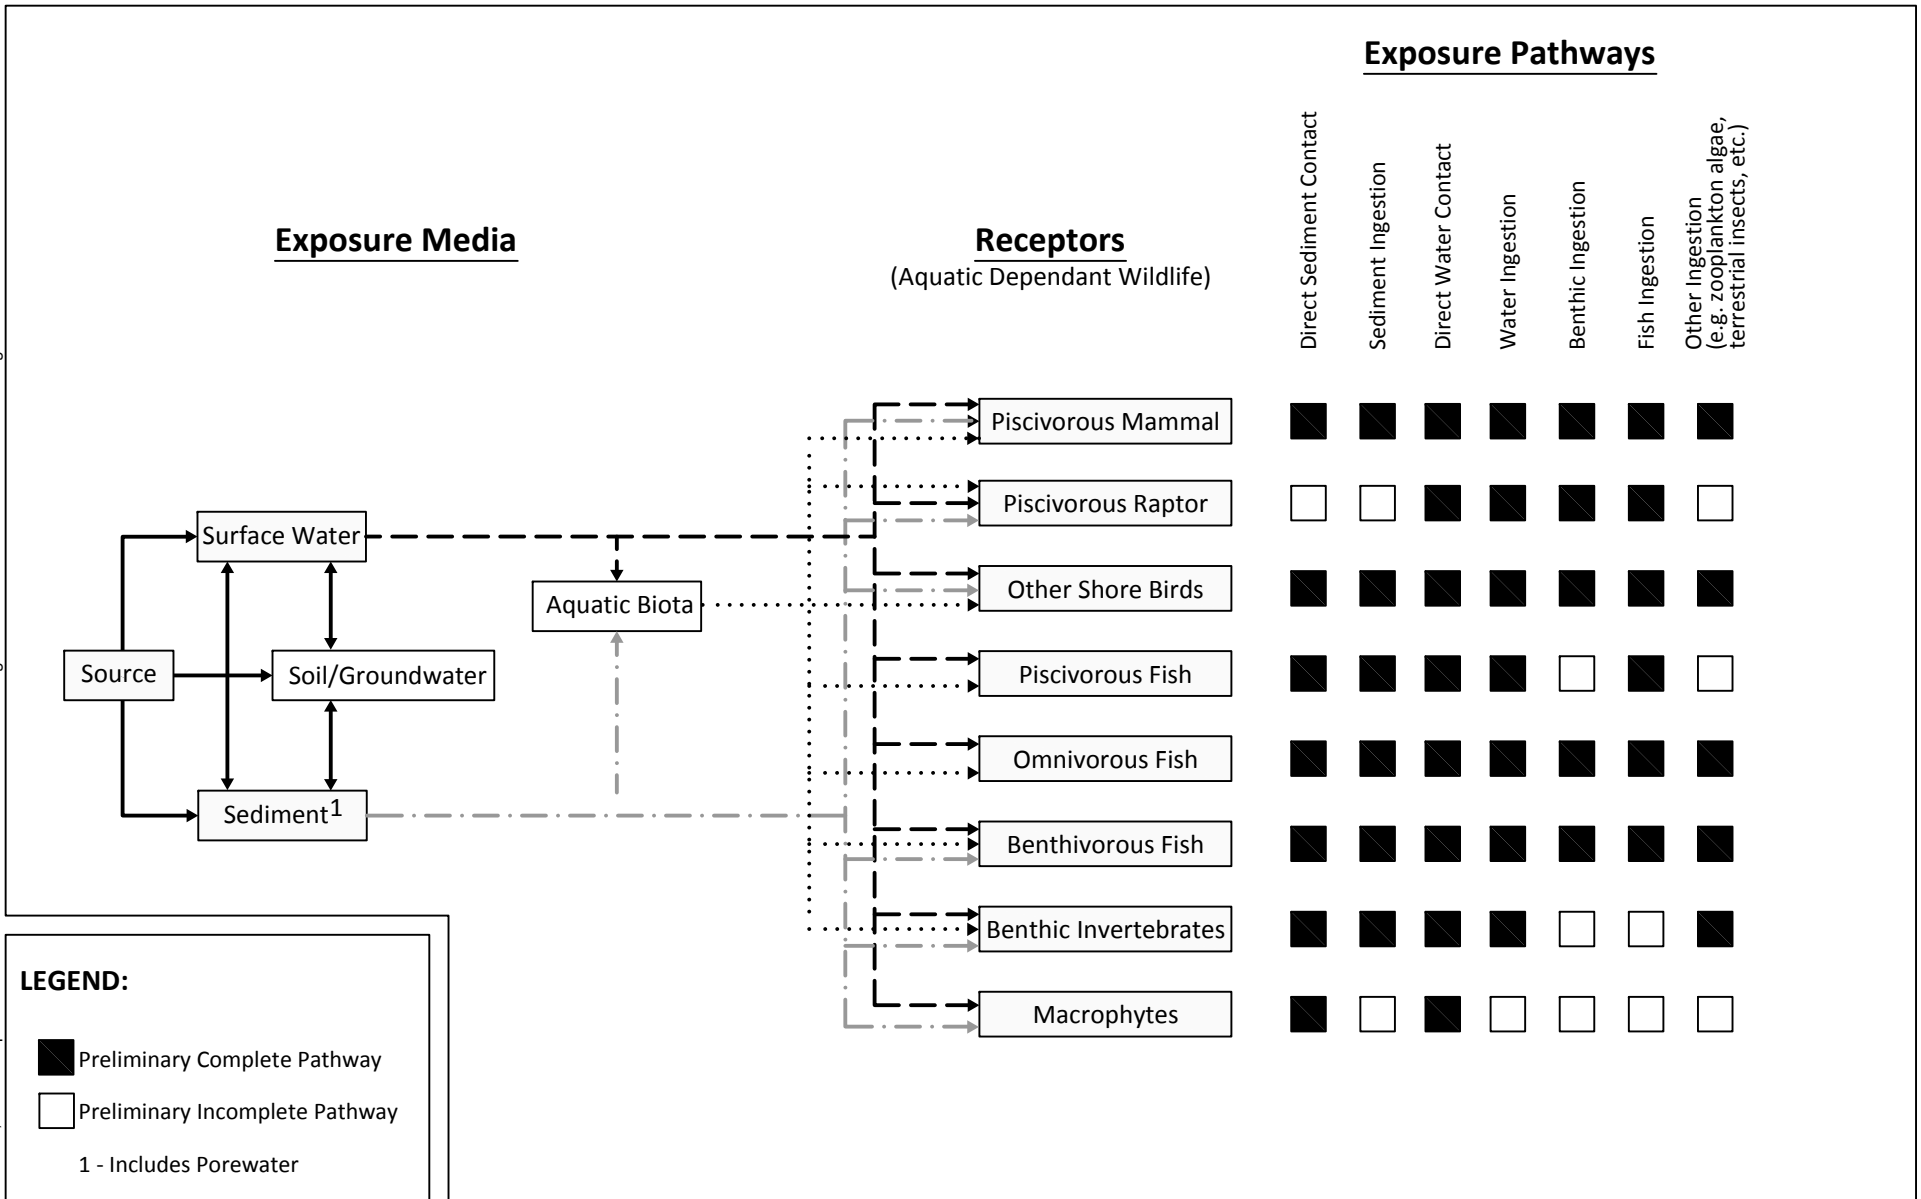 Exposure Pathways
Direct Sediment Contact
Sediment Ingestion
Direct Water Contact
Water Ingestion
Benthic Ingestion
Fish Ingestion
Other Ingestion
(e.g. zooplankton algae,
terrestrial insects, etc.)
Exposure Media
Receptors
(Aquatic Dependant Wildlife)
Piscivorous Mammal
Piscivorous Raptor
Surface Water
Other Shore Birds
Aquatic Biota
Source
Soil/Groundwater
Piscivorous Fish
Omnivorous Fish
Sediment1
Benthivorous Fish
Benthic Invertebrates
Macrophytes
LEGEND:
Preliminary Complete Pathway
Preliminary Incomplete Pathway
1 - Includes Porewater